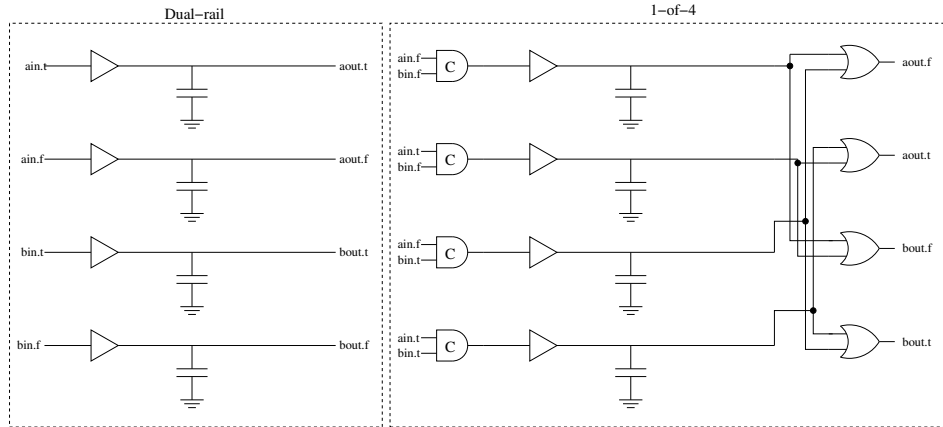 Dual-rail
1-of-4
ain.t
aout.t
ain.f
aout.f
bin.t
bout.t
bin.f
bout.f
ain.f
bin.f
C
aout.f
ain.t
bin.f
C
aout.t
ain.f
bin.t
C
bout.f
ain.t
bin.t
C
bout.t